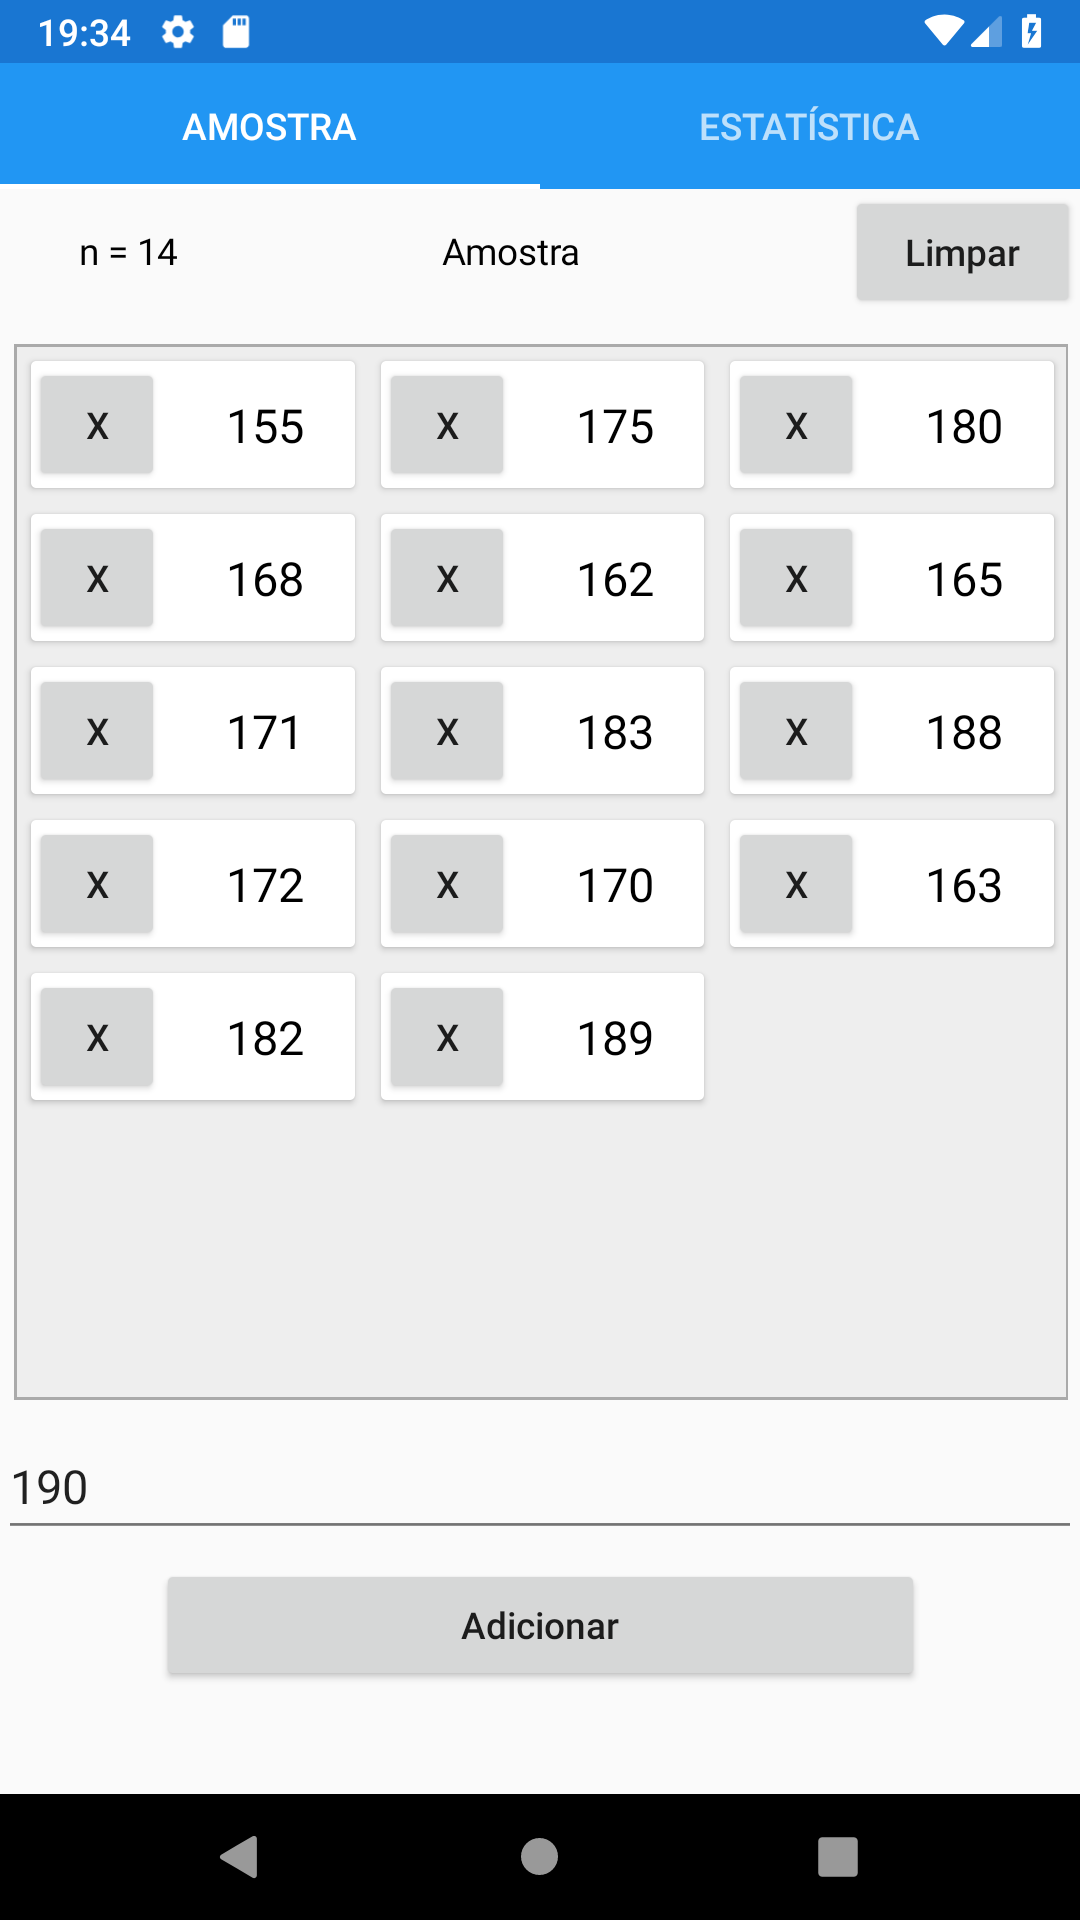 19:34
AMOSTRA ESTATÍSTICA
n = 14 Amostra Limpar
X 155 X 175 X 180
X 168 X 162 X 165
X 171 X 183 X 188
X 172 X 170 X 163
X 182 X 189
190
Adicionar